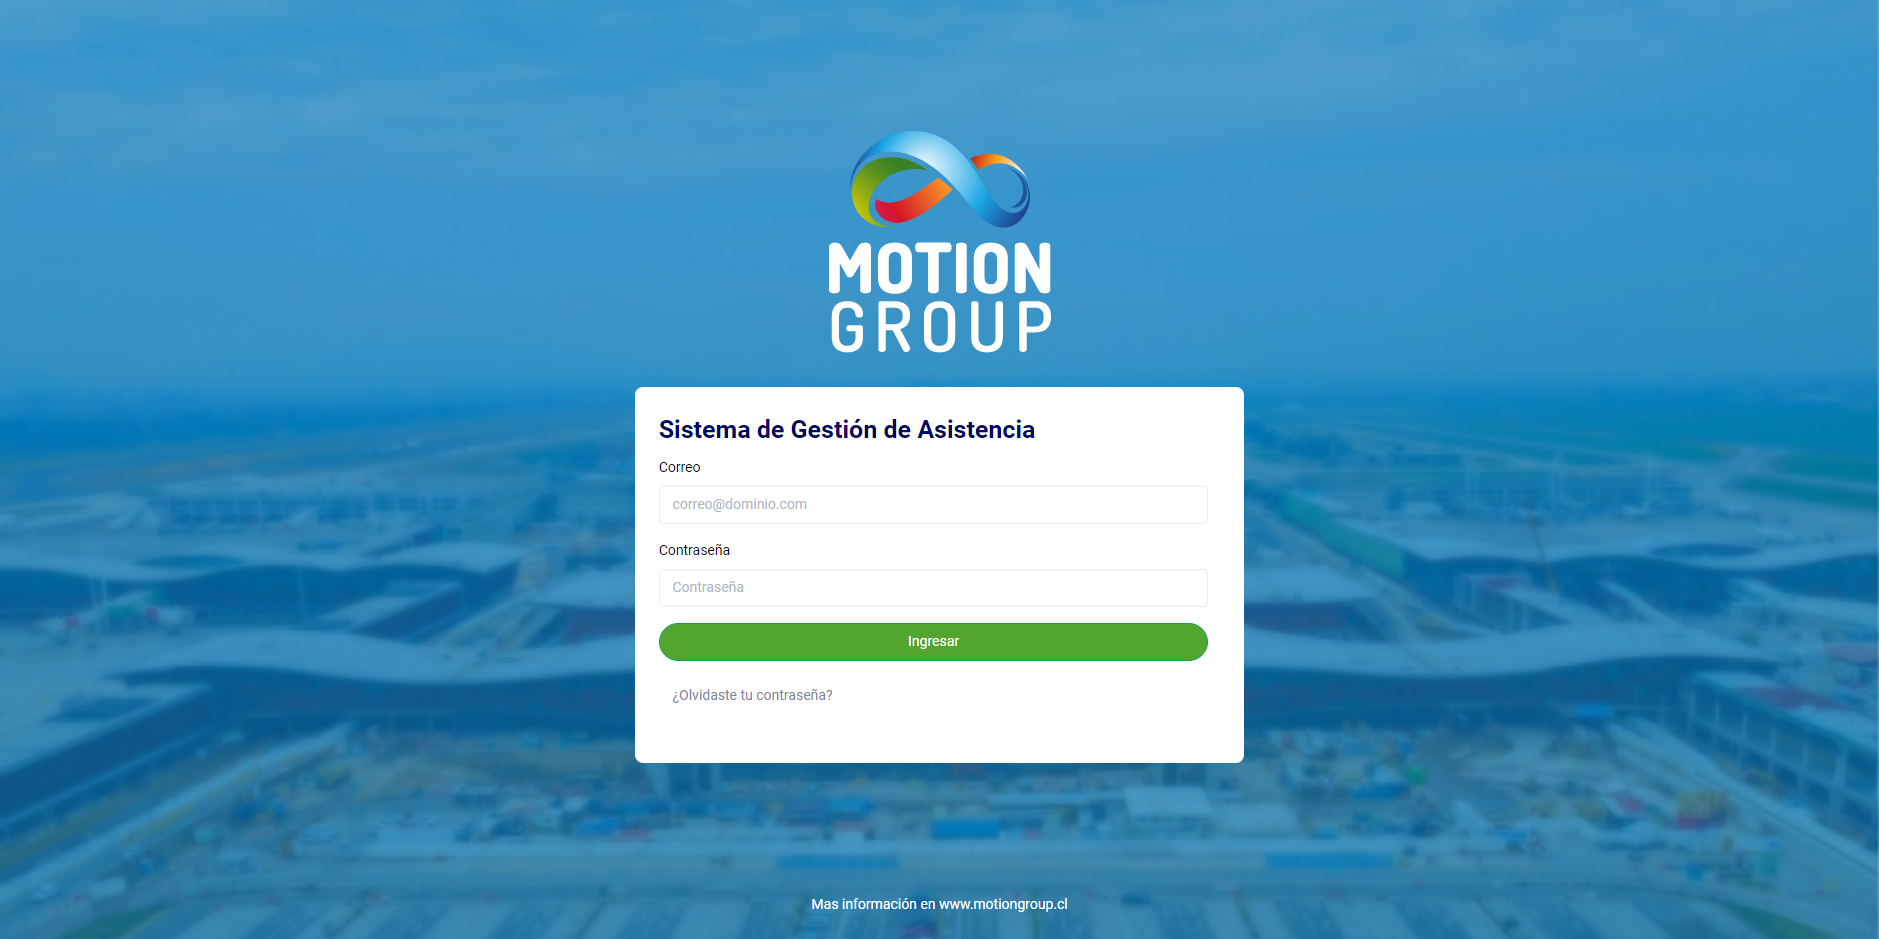 MOTION
GROUP
Sistema de Gestión de Asistencia
Correo
correo@dominio.com
Contraseña
Contraseña
Ingresar
¿Olvidaste tu contraseña?
Mas información en www.motiongroup.cl